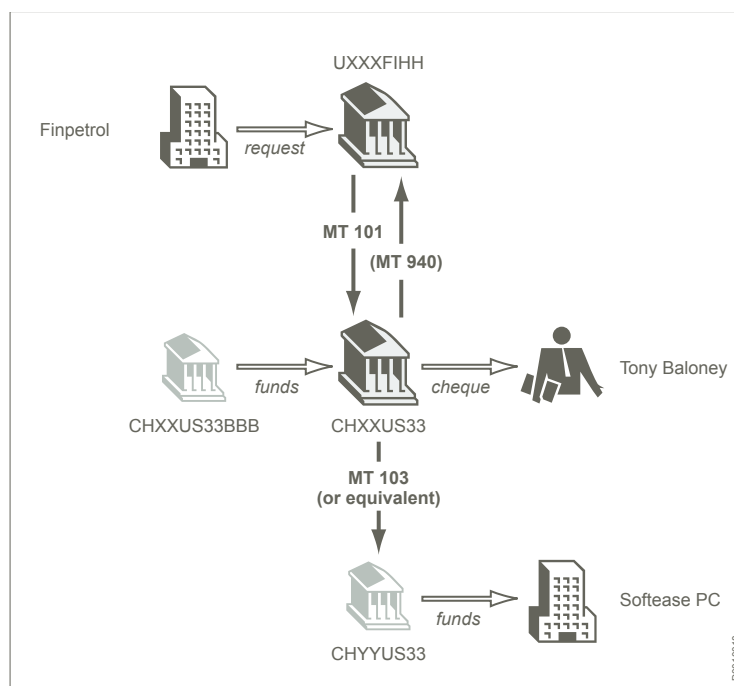 UXXXFIHH
Finpetrol
request
MT 101
(MT 940)
funds
cheque
Tony Baloney
CHXXUS33BBB
CHXXUS33
MT 103
(or equivalent)
Softease PC
funds
CHYYUS33